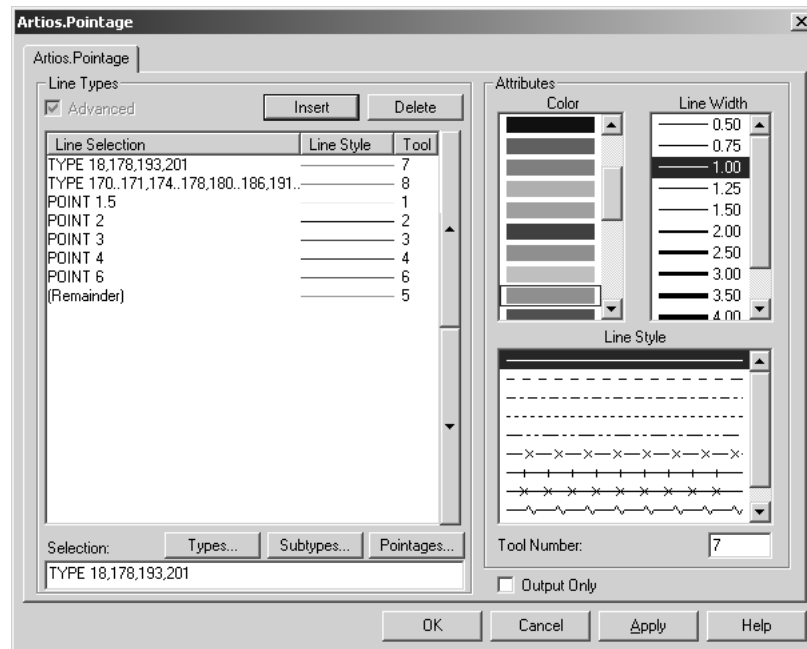 Artios.Pointage
Artios.Pointage
Line Types
Advanced
Insert
Delete
Line Selection Line Style Tool
TYPE 18,178,193,201 7
TYPE 170..171,174..178,180..186,191.. 8
POINT 1.5 1
POINT 2 2
POINT 3 3
POINT 4 4
POINT 6 6
(Remainder) 5
Selection:
Types...
Subtypes...
Pointages...
TYPE 18,178,193,201
Attributes
Color
Line Width
0.50
0.75
1.00
1.25
1.50
2.00
2.50
3.00
3.50
4.00
Line Style
Tool Number:
7
Output Only
OK
Cancel
Apply
Help